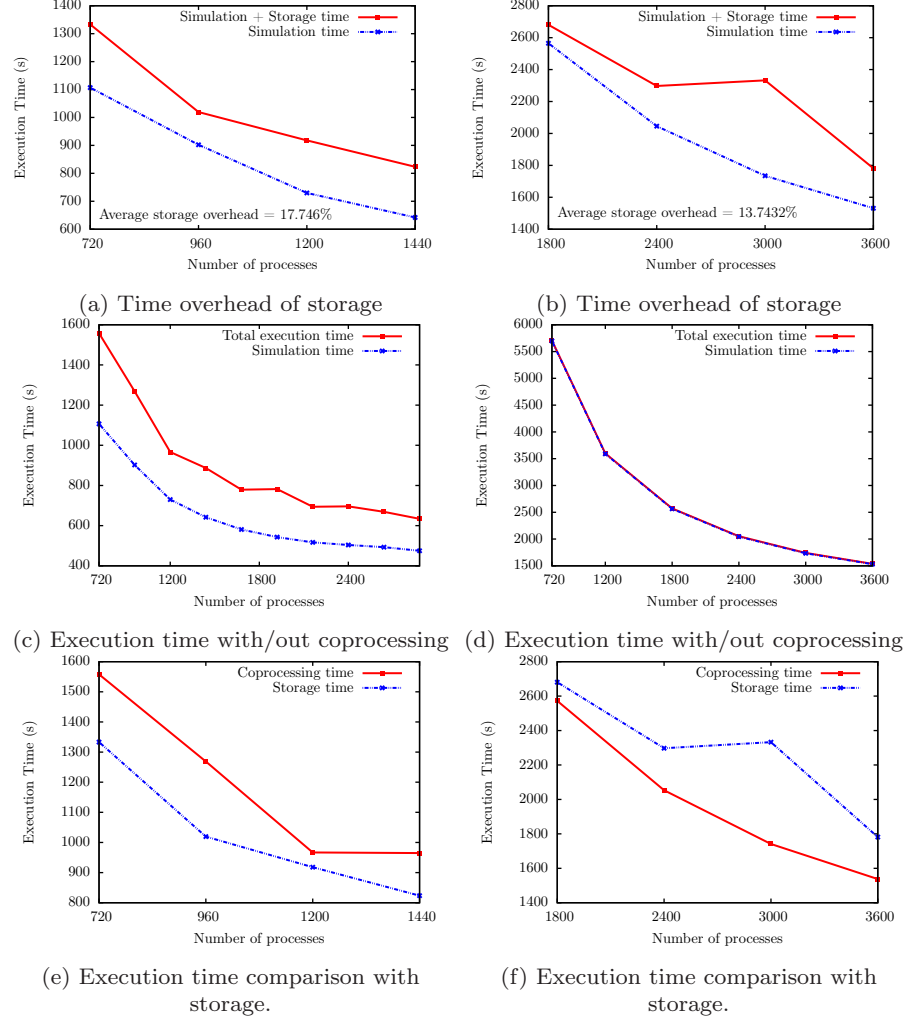 1400
1300
1200
1100
1000
900
800
700
600
Execution Time (s)
Simulation + Storage time
Simulation time
Average storage overhead = 17.746%
720 960 1200 1440
Number of processes
(a) Time overhead of storage
2800
2600
2400
2200
2000
1800
1600
1400
Execution Time (s)
Simulation + Storage time
Simulation time
Average storage overhead = 13.7432%
1800 2400 3000 3600
Number of processes
(b) Time overhead of storage
1600
1400
1200
1000
800
600
400
Execution Time (s)
Total execution time
Simulation time
720 1200 1800 2400
Number of processes
(c) Execution time with/out coprocessing
6000
5500
5000
4500
4000
3500
3000
2500
2000
1500
Execution Time (s)
Total execution time
Simulation time
720 1200 1800 2400 3000 3600
Number of processes
(d) Execution time with/out coprocessing
1600
1500
1400
1300
1200
1100
1000
900
800
Execution Time (s)
Coprocessing time
Storage time
720 960 1200 1440
Number of processes
(e) Execution time comparison with
storage.
2800
2600
2400
2200
2000
1800
1600
1400
Execution Time (s)
Coprocessing time
Storage time
1800 2400 3000 3600
Number of processes
(f) Execution time comparison with
storage.